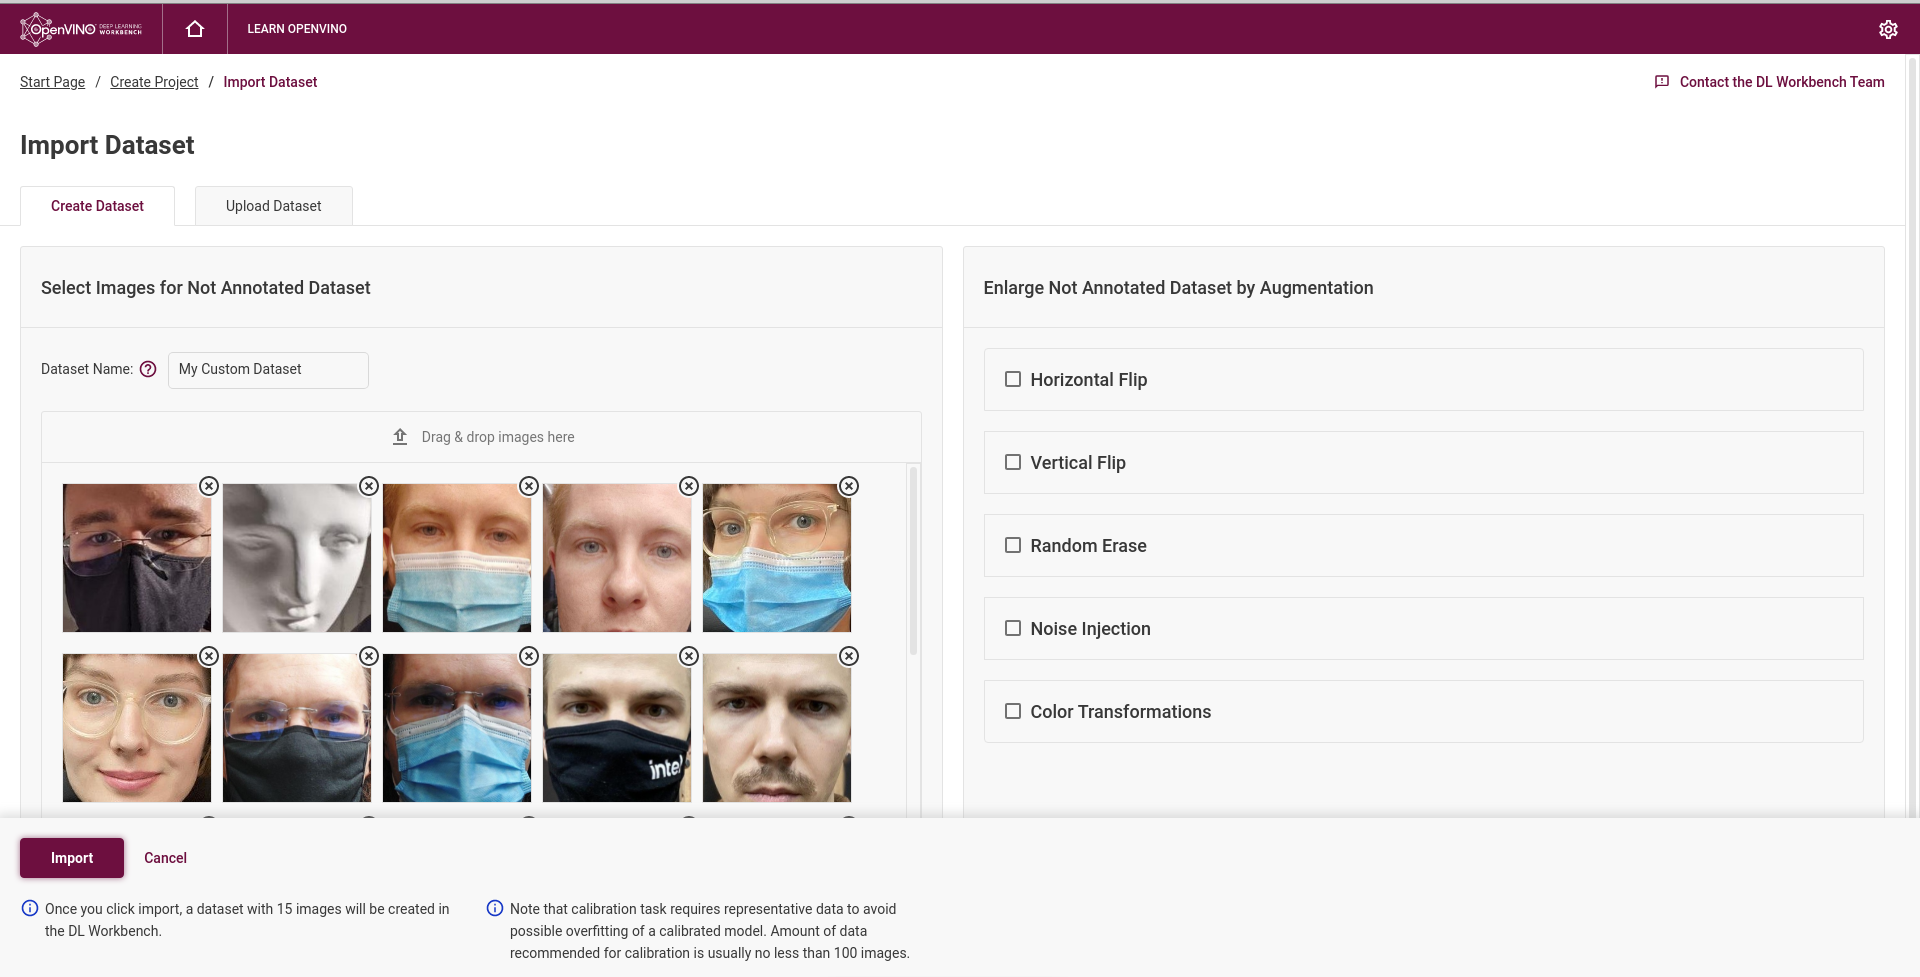 OpenVINO DEEP LEARNING WORKBENCH
LEARN OPENVINO
Start Page / Create Project / Import Dataset
Contact the DL Workbench Team
Import Dataset
Create Dataset
Upload Dataset
Select Images for Not Annotated Dataset
Dataset Name:
My Custom Dataset
Drag & drop images here
intel
Enlarge Not Annotated Dataset by Augmentation
Horizontal Flip
Vertical Flip
Random Erase
Noise Injection
Color Transformations
Import
Cancel
Once you click import, a dataset with 15 images will be created in
the DL Workbench.
Note that calibration task requires representative data to avoid
possible overfitting of a calibrated model. Amount of data
recommended for calibration is usually no less than 100 images.